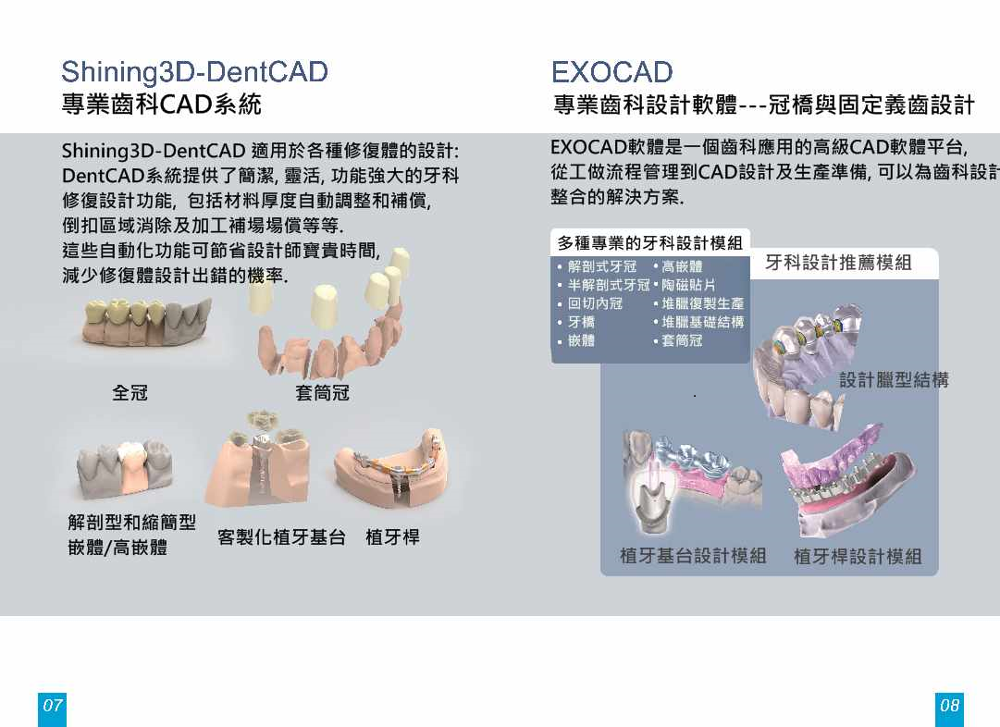 Shining3D-DentCAD
專業齒科CAD系統
Shining3D-DentCAD 適用於各種修復體的設計:
DentCAD系統提供了簡潔, 靈活, 功能強大的牙科
修復設計功能, 包括材料厚度自動調整和補償,
倒扣區域消除及加工補場場償等等.
這些自動化功能可節省設計師寶貴時間,
減少修復體設計出錯的機率.
全冠
套筒冠
解剖型和縮簡型
嵌體/高嵌體
客製化植牙基台
植牙桿
07
EXOCAD
專業齒科設計軟體---冠橋與固定義齒設計
EXOCAD軟體是一個齒科應用的高級CAD軟體平台,
從工做流程管理到CAD設計及生產準備, 可以為齒科設計
整合的解決方案.
多種專業的牙科設計模組
• 解剖式牙冠
• 半解剖式牙冠
• 回切內冠
• 牙橋
• 嵌體
• 高嵌體
• 陶磁貼片
• 堆臘復製生產
• 堆臘基礎結構
• 套筒冠
牙科設計推薦模組
設計臘型結構
植牙基台設計模組
植牙桿設計模組
08